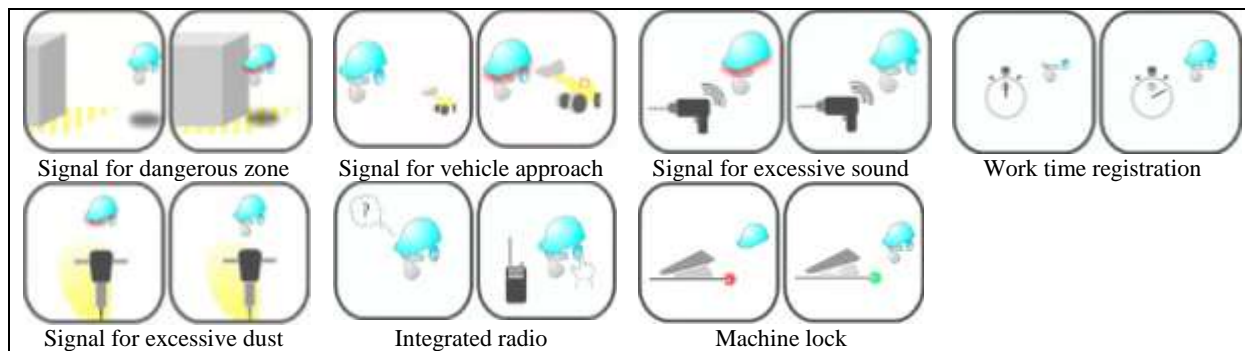 Signal for dangerous zone
Signal for vehicle approach
Signal for excessive sound
Work time registration
?
Signal for excessive dust
Integrated radio
Machine lock